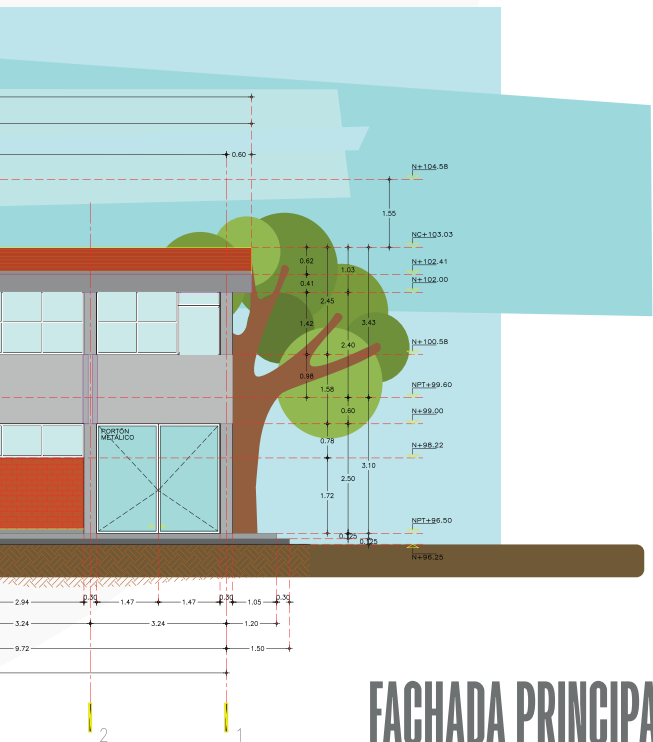 0.60
N+104.58
1.55
NC+103.03
0.62
1.03
N+102.41
0.41
N+102.00
2.45
1.42
3.43
2.40
N+100.58
0.98
1.58
NPT+99.60
0.60
N+99.00
PORTÓN
METÁLICO
0.78
N+98.22
3.10
2.50
1.72
NPT+96.50
0.125
0.125
N+96.25
2.94
0.30
1.47
1.47
0.30
1.05
0.30
3.24
3.24
1.20
9.72
1.50
2
1
FACHADA PRINCIPA